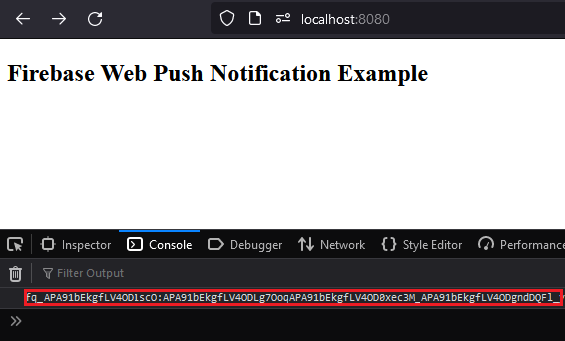 localhost:8080
Firebase Web Push Notification Example
Inspector Console Debugger Network Style Editor Performance
Filter Output
fq_APA91bEkgfLV4OD1scO:APA91bEkgfLV4ODLg7OoqAPA91bEkgfLV4OD0xec3M_APA91bEkgfLV4ODgndDQFl_